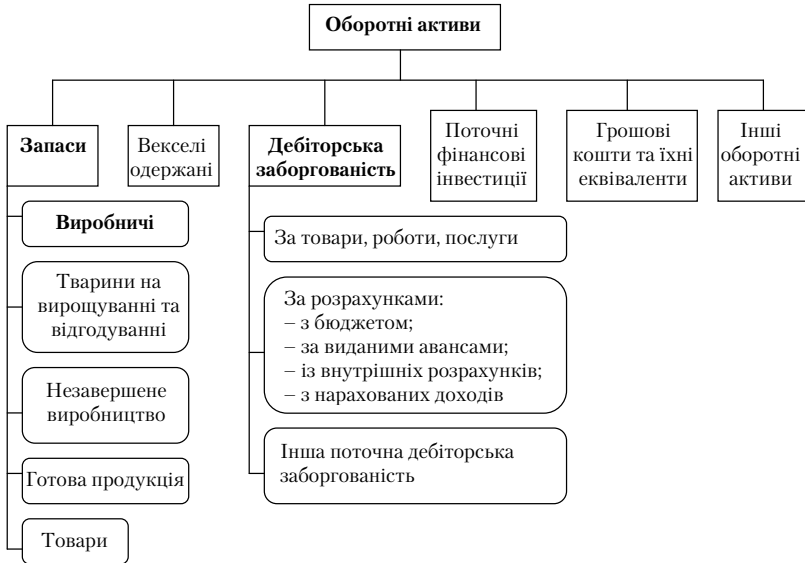 Оборотні активи
Запаси
Векселі
одержані
Дебіторська
заборгованість
Поточні
фінансові
інвестиції
Грошові
кошти та їхні
еквіваленти
Інші
оборотні
активи
Виробничі
Тварини на
вирощуванні та
відгодуванні
Незавершене
виробництво
Готова продукція
Товари
За товари, роботи, послуги
За розрахунками:
– з бюджетом;
– за виданими авансами;
– із внутрішніх розрахунків;
– з нарахованих доходів
Інша поточна дебіторська
заборгованість